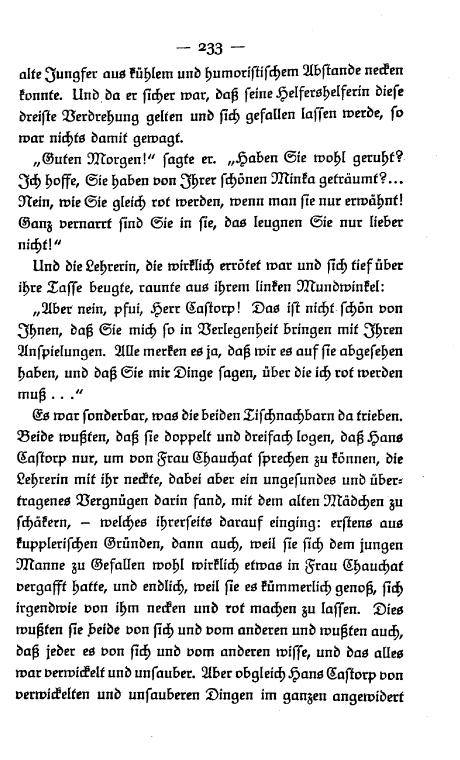 — 233 —
alte Jungfer aus kühlem und humoristischem Abstande necken
konnte. Und da er sicher war, daß seine Helfershelferin diese
dreiste Verdrehung gelten und sich gefallen lassen werde, so
war nichts damit gewagt.
„Guten Morgen!“ sagte er. „Haben Sie wohl geruht?
Ich hoffe, Sie haben von Ihrer schönen Minka geträumt?...
Nein, wie Sie gleich rot werden, wenn man sie nur erwähnt!
Ganz vernarrt sind Sie in sie, das leugnen Sie nur lieber
nicht!“
Und die Lehrerin, die wirklich errötet war und sich tief über
ihre Tasse beugte, raunte aus ihrem linken Mundwinkel:
„Aber nein, pfui, Herr Castorp! Das ist nicht schön von
Ihnen, daß Sie mich so in Verlegenheit bringen mit Ihren
Anspielungen. Alle merken es ja, daß wir es auf sie abgesehen
haben, und daß Sie mir Dinge sagen, über die ich rot werden
muß . . .“
Es war sonderbar, was die beiden Tischnachbarn da trieben.
Beide wußten, daß sie doppelt und dreifach logen, daß Hans
Castorp nur, um von Frau Chauchat sprechen zu können, die
Lehrerin mit ihr neckte, dabei aber ein ungesundes und über-
tragenes Vergnügen darin fand, mit dem alten Mädchen zu
schäkern, – welches ihrerseits darauf einging: erstens aus
kupplerischen Gründen, dann auch, weil sie sich dem jungen
Manne zu Gefallen wohl wirklich etwas in Frau Chauchat
vergafft hatte, und endlich, weil sie es kümmerlich genoß, sich
irgendwie von ihm necken und rot machen zu lassen. Dies
wußten sie beide von sich und vom anderen und wußten auch,
daß jeder es von sich und vom anderen wisse, und das alles
war verwickelt und unsauber. Aber obgleich Hans Castorp von
verwickelten und unsauberen Dingen im ganzen angewidert